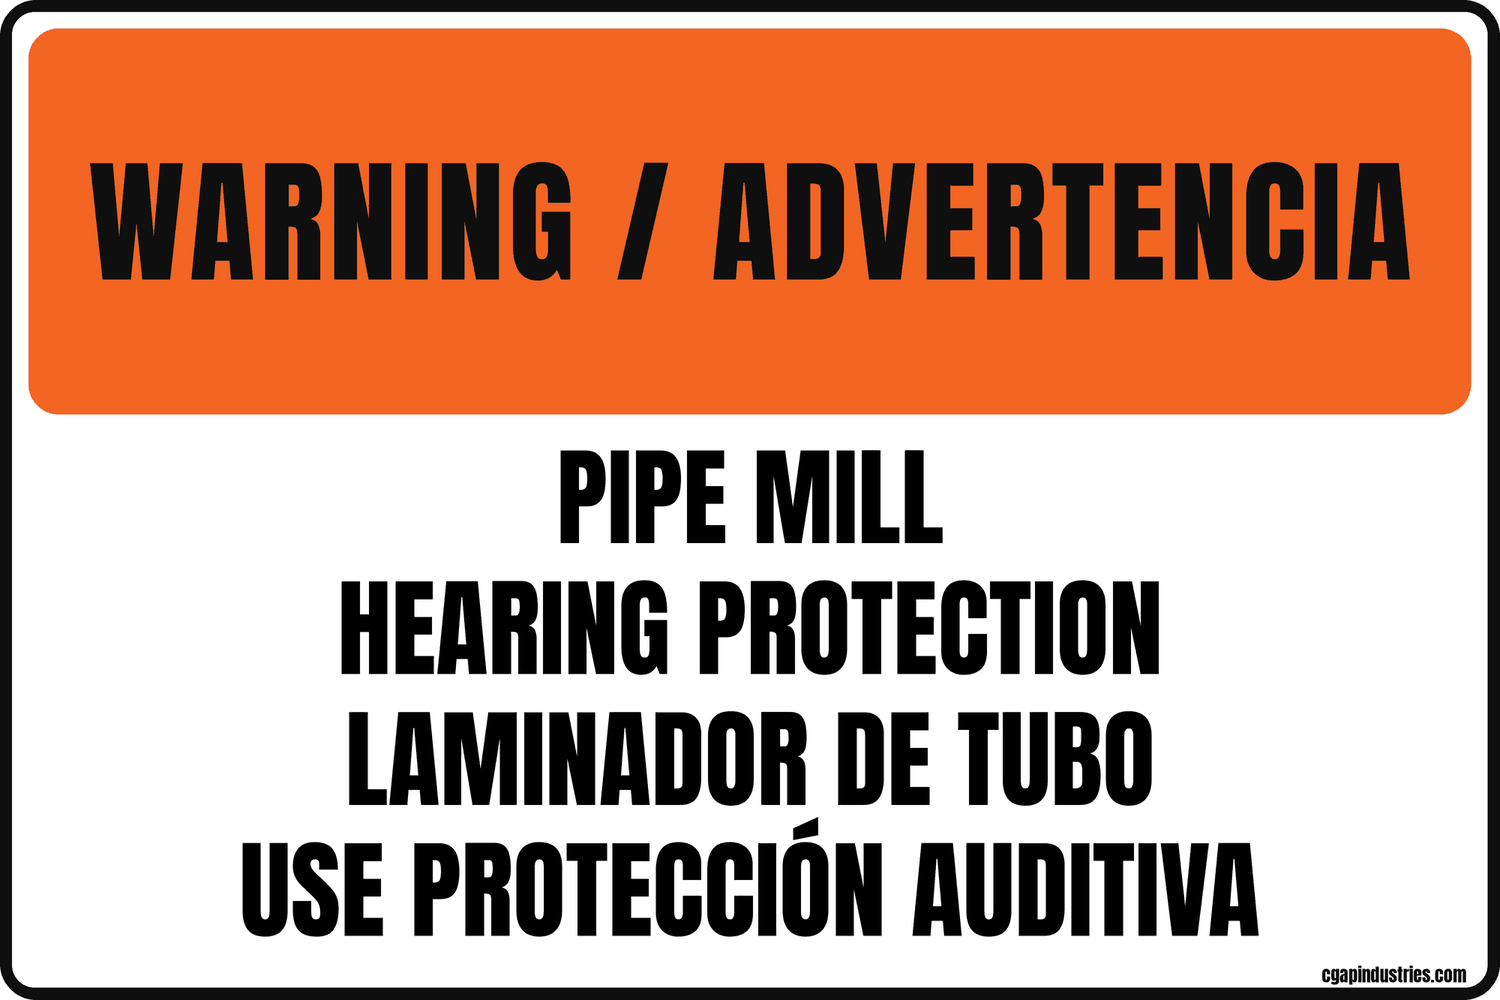 WARNING / ADVERTENCIA
PIPE MILL
HEARING PROTECTION
LAMINADOR DE TUBO
USE PROTECCIÓN AUDITIVA
cgapindustries.com